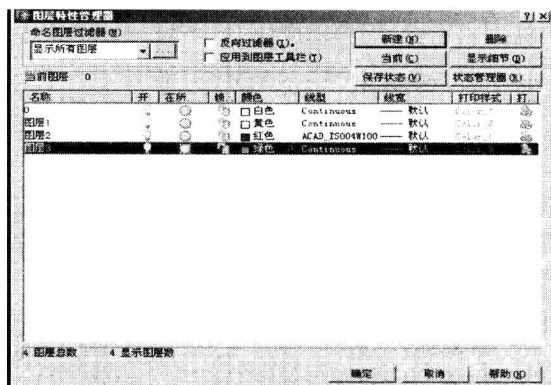 图层特性管理器
命名图层过滤器(M)
显示所有图层
反向过滤器(I)。
应用到图层工具栏(T)
新建(N) 删除
当前(C) 显示细节(D)
保存状态(V) 状态管理器(R)
当前图层 0
名称 开 在所 锁 颜色 线型 线宽 打印样式 打.
0 白色 Continuous 默认 Color_7
图层1 黄色 Continuous 默认 Color_2
图层2 红色 ACAD_ISO04W100 默认
图层3 绿色 Continuous 默认
4 图层总数 4 显示图层数
确定 取消 帮助(H)